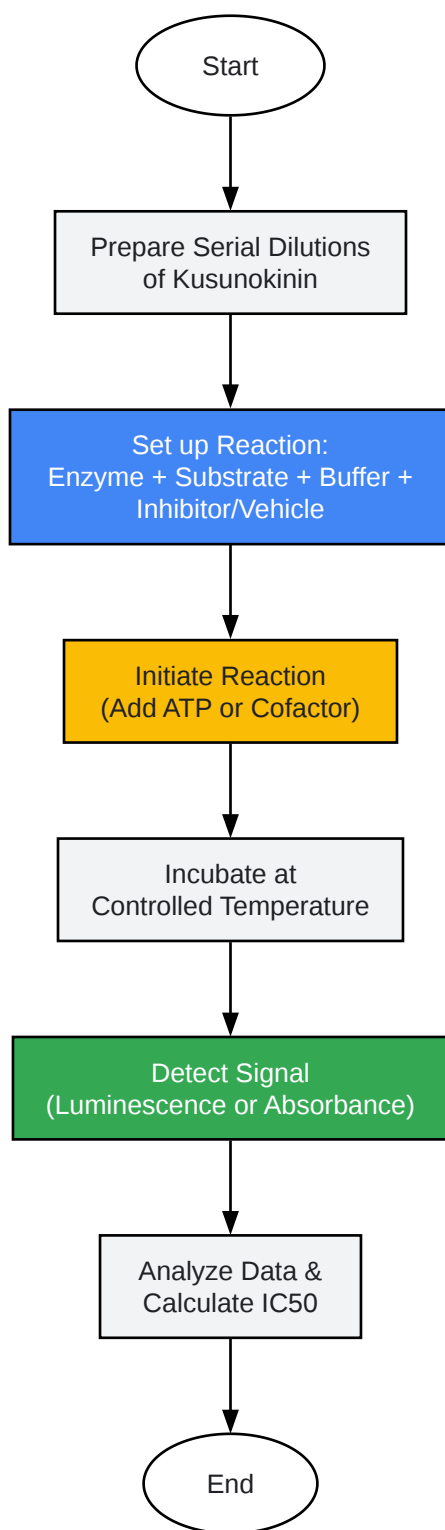 Start
Prepare Serial Dilutions
of Kusunokinin
Set up Reaction:
Enzyme + Substrate + Buffer +
Inhibitor/Vehicle
Initiate Reaction
(Add ATP or Cofactor)
Incubate at
Controlled Temperature
Detect Signal
(Luminescence or Absorbance)
Analyze Data &
Calculate IC50
End